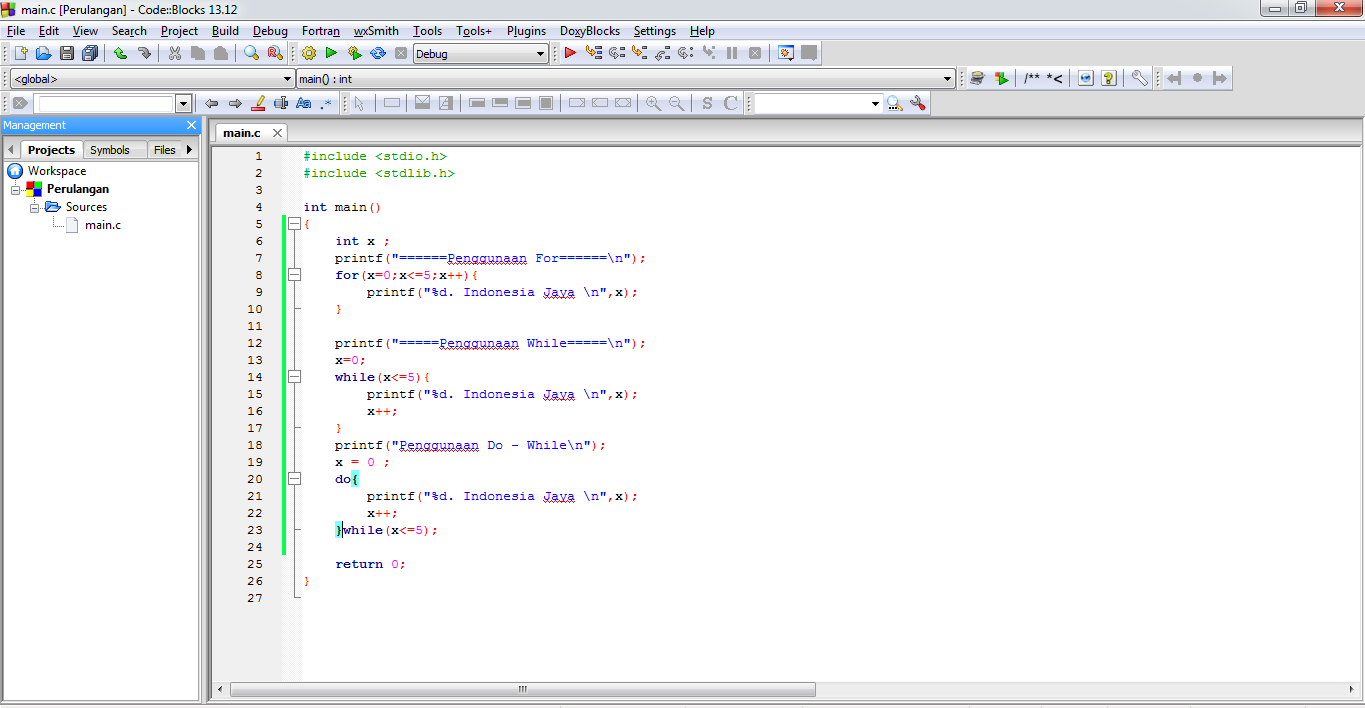 main.c [Perulangan] - Code::Blocks 13.12
File Edit View Search Project Build Debug Fortran wxSmith Tools Tools+ Plugins DoxyBlocks Settings Help
Debug
<global> main() : int /** *<
Aa .* S C
Management
main.c
Projects Symbols Files
Workspace
Perulangan
Sources
main.c
1 #include <stdio.h>
2 #include <stdlib.h>
3
4 int main()
5 {
6 int x ;
7 printf("======Penggunaan For======\n");
8 for(x=0;x<=5;x++){
9 printf("%d. Indonesia Jaya \n",x);
10 }
11
12 printf("=====Penggunaan While=====\n");
13 x=0;
14 while(x<=5){
15 printf("%d. Indonesia Jaya \n",x);
16 x++;
17 }
18 printf("Penggunaan Do - While\n");
19 x = 0 ;
20 do{
21 printf("%d. Indonesia Jaya \n",x);
22 x++;
23 }while(x<=5);
24
25 return 0;
26 }
27